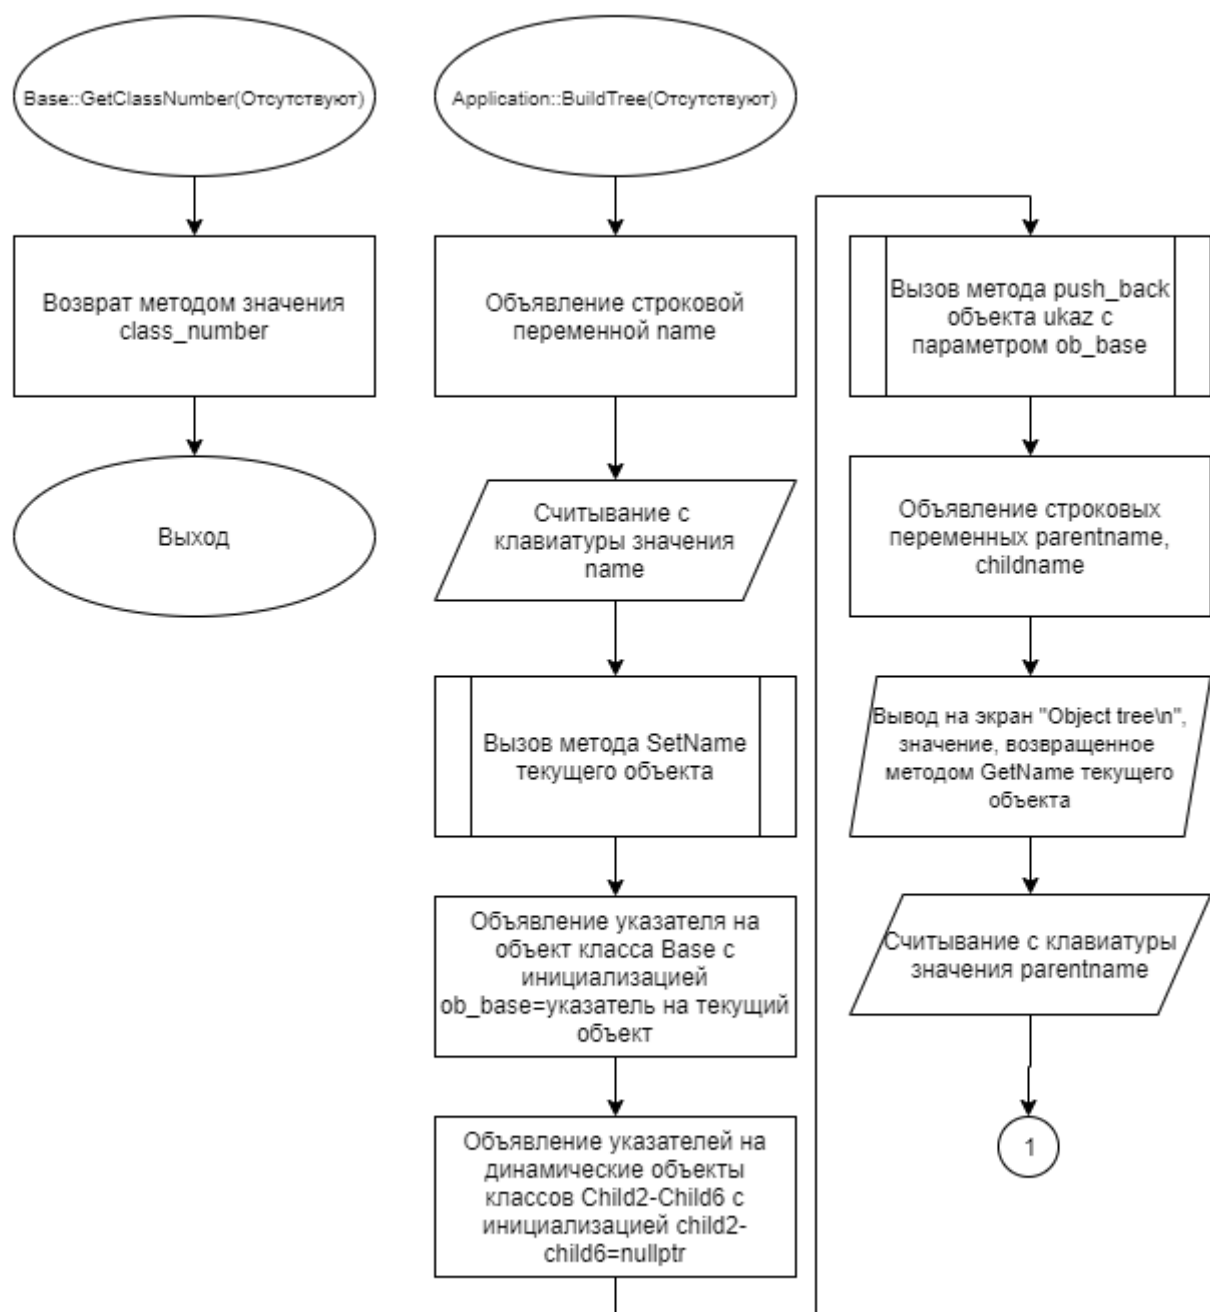 Base::GetClassNumber(Отсутствуют)
Возврат методом значения
class_number
Выход
Application::BuildTree(Отсутствуют)
Объявление строковой
переменной name
Считывание с
клавиатуры значения
name
Вызов метода SetName
текущего объекта
Объявление указателя на
объект класса Base с
инициализацией
ob_base=указатель на текущий
объект
Объявление указателей на
динамические объекты
классов Child2-Child6 с
инициализацией child2-
child6=nullptr
Вызов метода push_back
объекта ukaz с
параметром ob_base
Объявление строковых
переменных parentname,
childname
Вывод на экран "Object tree\n",
значение, возвращенное
методом GetName текущего
объекта
Считывание с клавиатуры
значения parentname
1